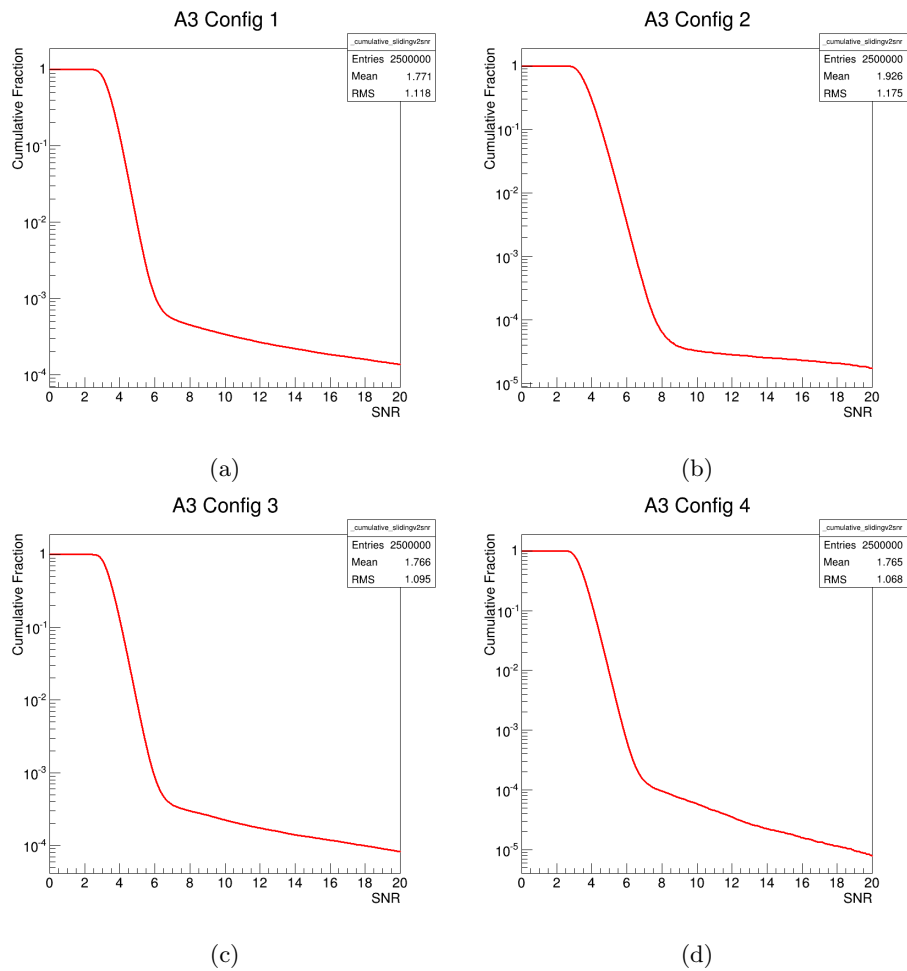 A3 Config 1
_cumulative_slidingv2snr
Entries 2500000
Mean 1.771
RMS 1.118
Cumulative Fraction
1
10^-1
10^-2
10^-3
10^-4
0 2 4 6 8 10 12 14 16 18 20
SNR
(a)
A3 Config 2
_cumulative_slidingv2snr
Entries 2500000
Mean 1.926
RMS 1.175
Cumulative Fraction
1
10^-1
10^-2
10^-3
10^-4
10^-5
0 2 4 6 8 10 12 14 16 18 20
SNR
(b)
A3 Config 3
_cumulative_slidingv2snr
Entries 2500000
Mean 1.766
RMS 1.095
Cumulative Fraction
1
10^-1
10^-2
10^-3
10^-4
0 2 4 6 8 10 12 14 16 18 20
SNR
(c)
A3 Config 4
_cumulative_slidingv2snr
Entries 2500000
Mean 1.765
RMS 1.068
Cumulative Fraction
1
10^-1
10^-2
10^-3
10^-4
10^-5
0 2 4 6 8 10 12 14 16 18 20
SNR
(d)